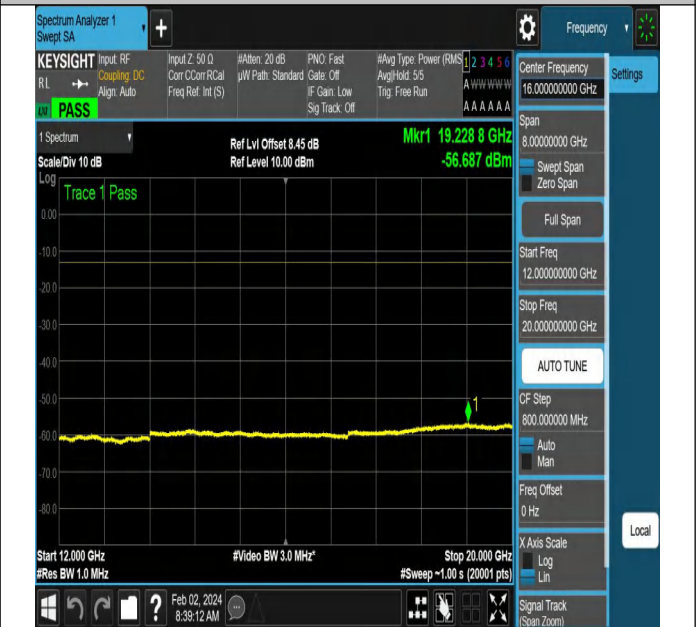 Spectrum Analyzer 1
Swept SA
Frequency
KEYSIGHT
RL
PASS
Input: RF
Coupling: DC
Align: Auto
Input Z: 50 Ω
Corr CCorr RCal
Freq Ref: Int (S)
#Atten: 20 dB
µW Path: Standard
PNO: Fast
Gate: Off
IF Gain: Low
Sig Track: Off
#Avg Type: Power (RMS
Avg|Hold: 5/5
Trig: Free Run
1 2 3 4 5 6
A W W W W W
A A A A A A
1 Spectrum
Scale/Div 10 dB
Ref Lvl Offset 8.45 dB
Ref Level 10.00 dBm
Mkr1 19.228 8 GHz
-56.687 dBm
Log
Trace 1 Pass
0.00
-10.0
-20.0
-30.0
-40.0
-50.0
-60.0
-70.0
-80.0
1
Start 12.000 GHz
#Res BW 1.0 MHz
#Video BW 3.0 MHz*
Stop 20.000 GHz
#Sweep ~1.00 s (20001 pts)
?
Feb 02, 2024
8:39:12 AM
Center Frequency
16.000000000 GHz
Settings
Span
8.00000000 GHz
Swept Span
Zero Span
Full Span
Start Freq
12.000000000 GHz
Stop Freq
20.000000000 GHz
AUTO TUNE
CF Step
800.000000 MHz
Auto
Man
Freq Offset
0 Hz
Local
X Axis Scale
Log
Lin
Signal Track
(Span Zoom)